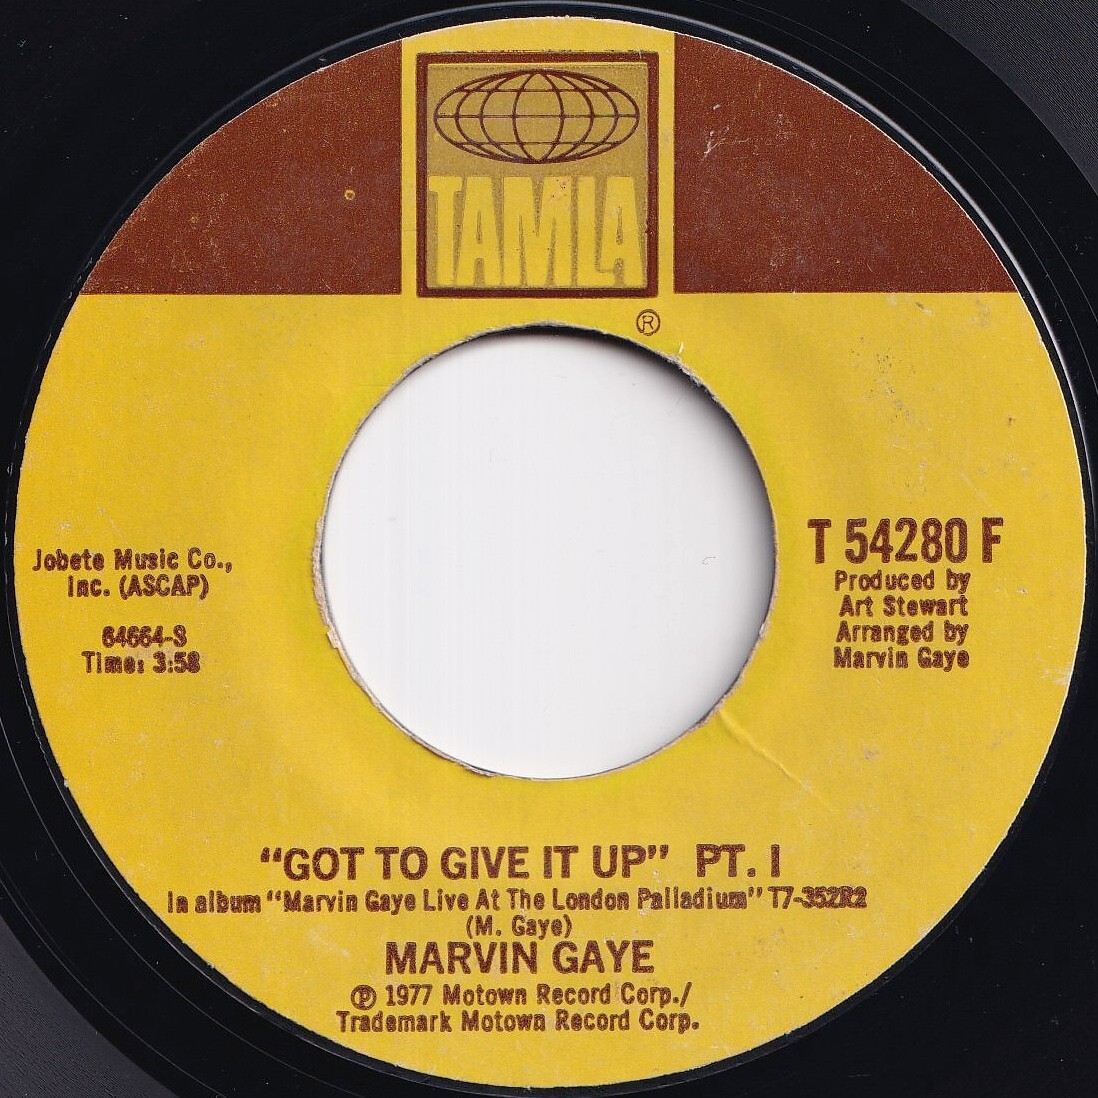 TAMLA
®
Jobete Music Co.,
Inc. (ASCAP)
64664-S
Time: 3:58
T 54280 F
Produced by
Art Stewart
Arranged by
Marvin Gaye
"GOT TO GIVE IT UP" PT. I
In album "Marvin Gaye Live At The London Palladium" T7-352R2
(M. Gaye)
MARVIN GAYE
℗ 1977 Motown Record Corp./
Trademark Motown Record Corp.